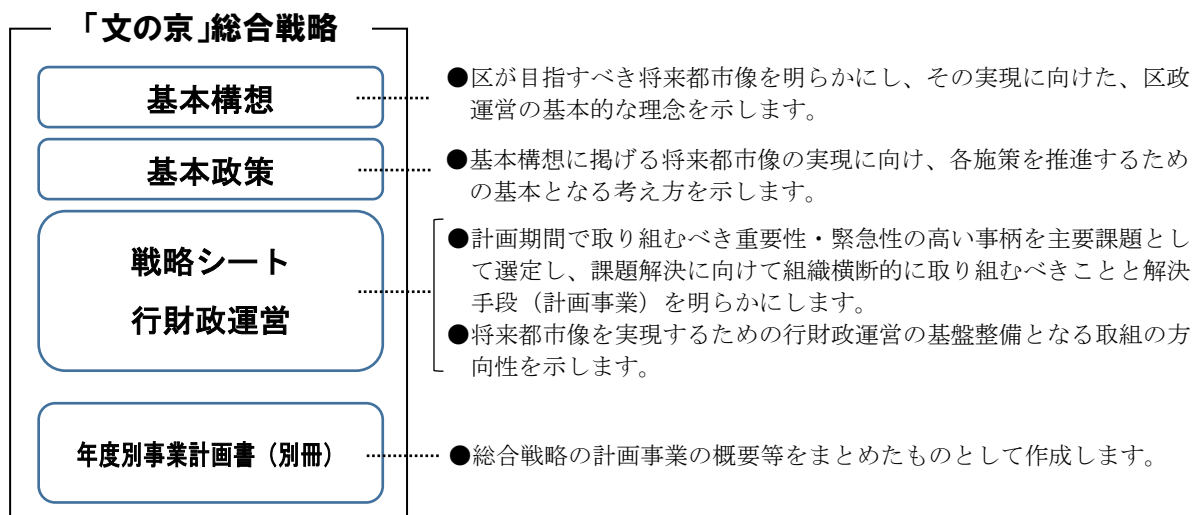 「文の京」総合戦略
基本構想
●区が目指すべき将来都市像を明らかにし、その実現に向けた、区政
運営の基本的な理念を示します。
基本政策
●基本構想に掲げる将来都市像の実現に向け、各施策を推進するため
の基本となる考え方を示します。
戦略シート
行財政運営
●計画期間で取り組むべき重要性・緊急性の高い事柄を主要課題とし
て選定し、課題解決に向けて組織横断的に取り組むべきことと解決
手段（計画事業）を明らかにします。
●将来都市像を実現するための行財政運営の基盤整備となる取組の方
向性を示します。
年度別事業計画書（別冊）
●総合戦略の計画事業の概要等をまとめたものとして作成します。